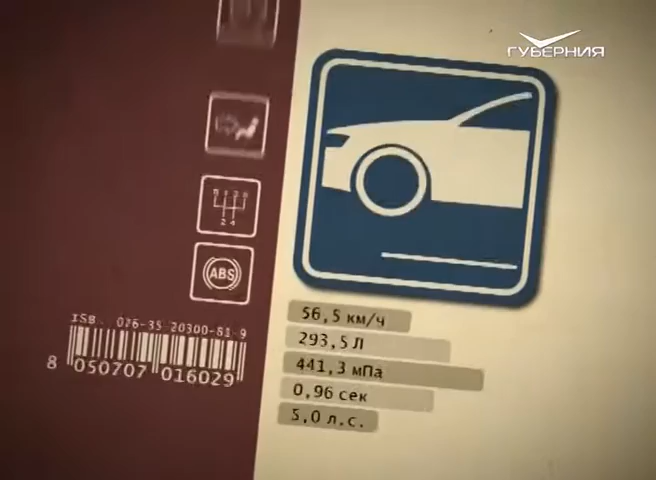 ГУБЕРНИЯ
ABS
ISB. 026-35 20300-81-9
8 050707 016029
56,5 км/ч
293,5 л
441,3 мПа
0,96 сек
5,0 л.с.